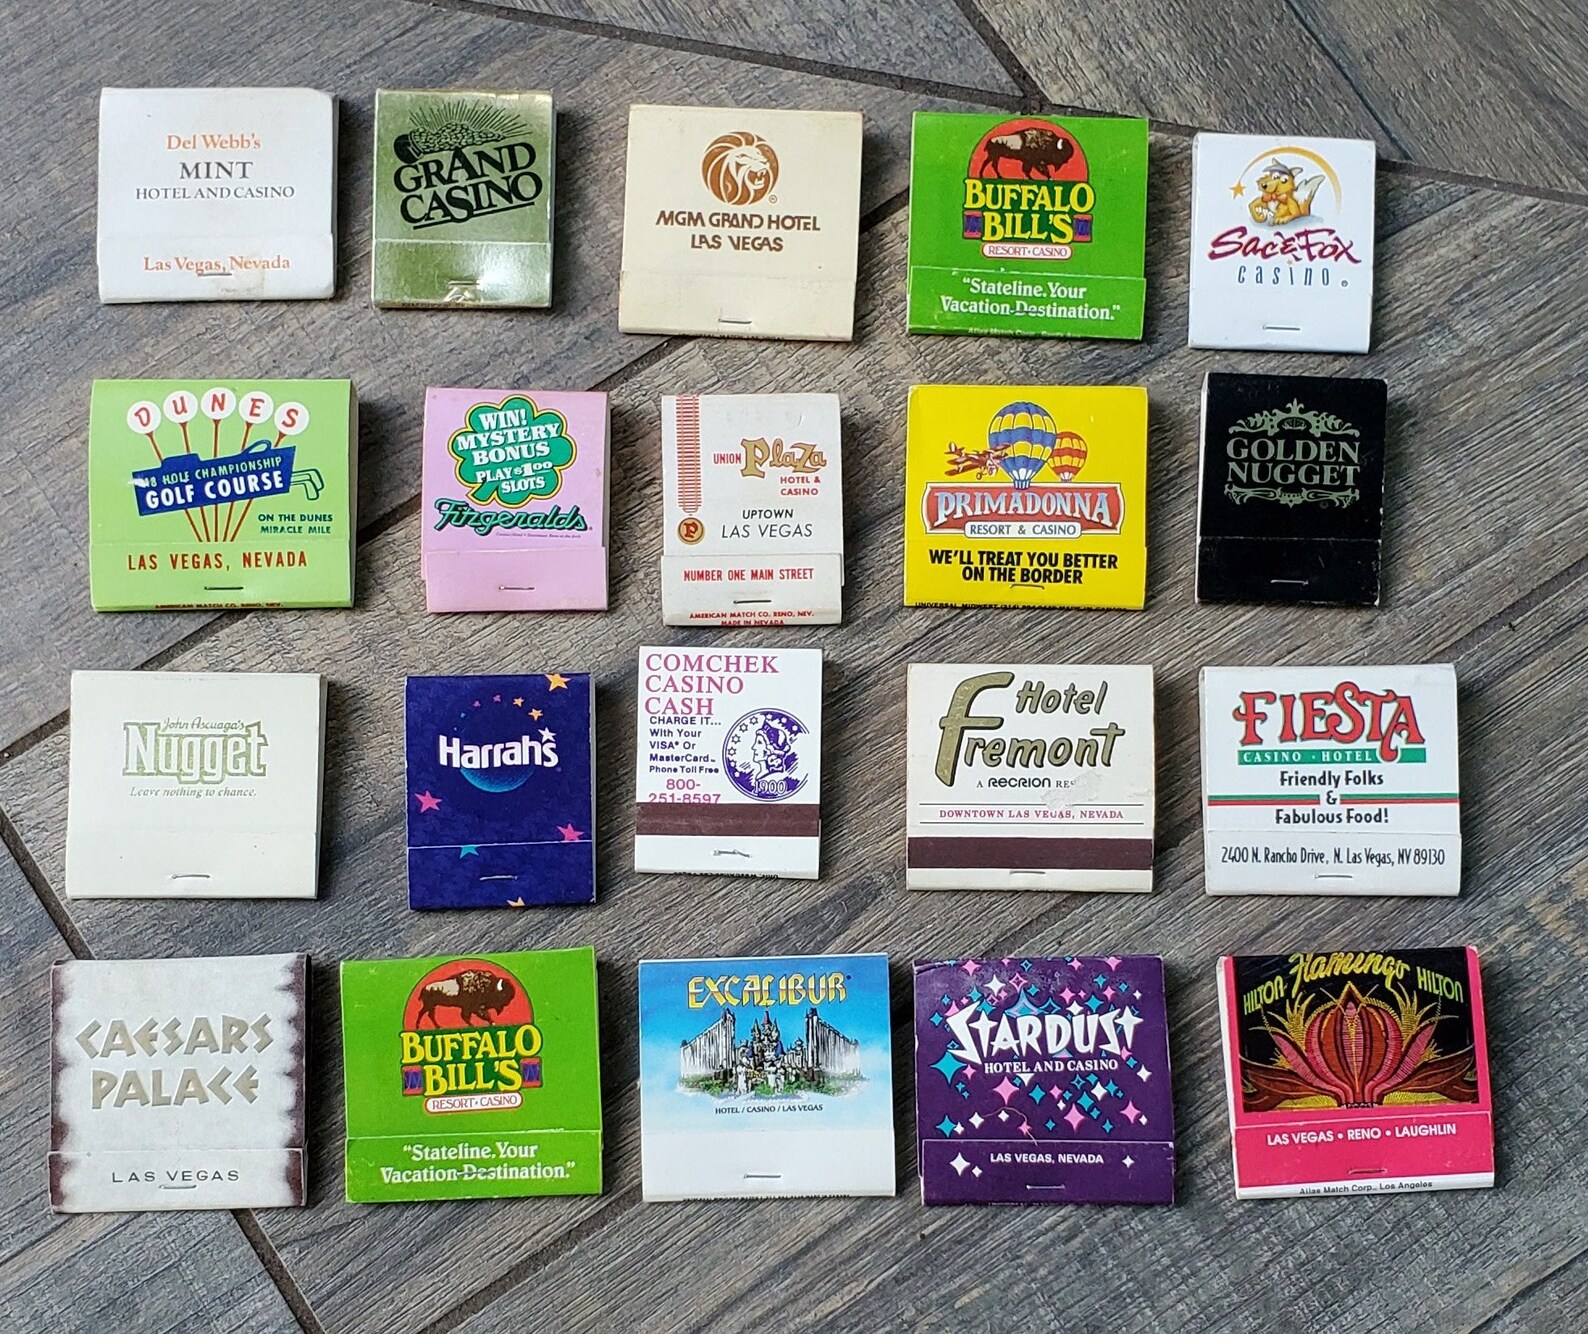 Del Webb's
MINT
HOTEL AND CASINO
Las Vegas, Nevada
GRAND
CASINO
MGM GRAND HOTEL
LAS VEGAS
BUFFALO
BILL'S
RESORT • CASINO
"Stateline. Your
Vacation Destination."
Sac & Fox
casino
DUNES
18 HOLE CHAMPIONSHIP
GOLF COURSE
ON THE DUNES
MIRACLE MILE
LAS VEGAS, NEVADA
AMERICAN MATCH CO. RENO, NEV.
WIN!
MYSTERY
BONUS
PLAY $1.00
SLOTS
Fitzgeralds
UNION Plaza
HOTEL &
CASINO
P
UPTOWN
LAS VEGAS
NUMBER ONE MAIN STREET
AMERICAN MATCH CO. RENO, NEV.
MADE IN NEVADA
PRIMADONNA
RESORT & CASINO
WE'LL TREAT YOU BETTER
ON THE BORDER
GOLDEN
NUGGET
John Ascuaga's
Nugget
Leave nothing to chance.
Harrah's
COMCHEK
CASINO
CASH
CHARGE IT...
With Your
VISA® Or
MasterCard
Phone Toll Free
800-
251-8597
1900
Hotel
Fremont
A RECRION
DOWNTOWN LAS VEGAS, NEVADA
FIESTA
CASINO • HOTEL
Friendly Folks
&
Fabulous Food!
2400 N. Rancho Drive, N. Las Vegas, NV 89130
CAESARS
PALACE
LAS VEGAS
BUFFALO
BILL'S
RESORT • CASINO
"Stateline. Your
Vacation Destination."
EXCALIBUR®
HOTEL / CASINO / LAS VEGAS
STARDUST
HOTEL AND CASINO
LAS VEGAS, NEVADA
HILTON Flamingo HILTON
LAS VEGAS • RENO • LAUGHLIN
Atlas Match Corp., Los Angeles